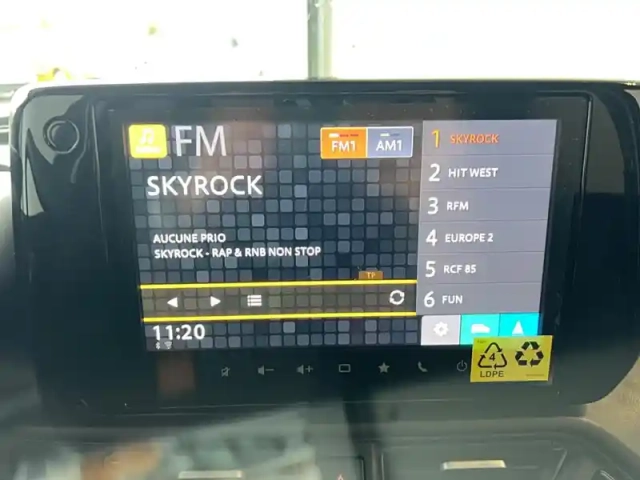 FM
FM1
AM1
SKYROCK
AUCUNE PRIO
SKYROCK - RAP & RNB NON STOP
TP
11:20
1 SKYROCK
2 HIT WEST
3 RFM
4 EUROPE 2
5 RCF 85
6 FUN
4
LDPE